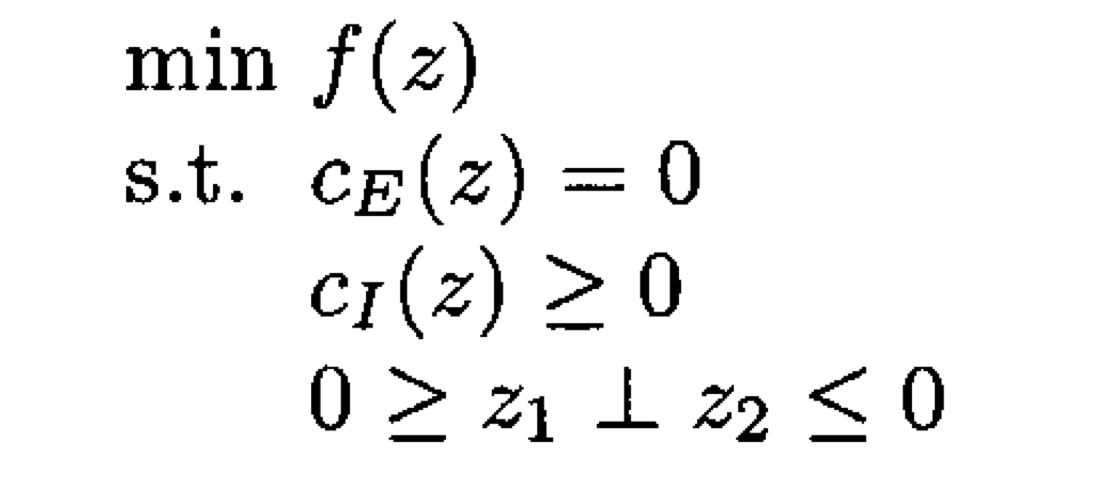 min f(z)
s.t. c_E(z) = 0
c_I(z) ≥ 0
0 ≥ z_1 ⊥ z_2 ≤ 0